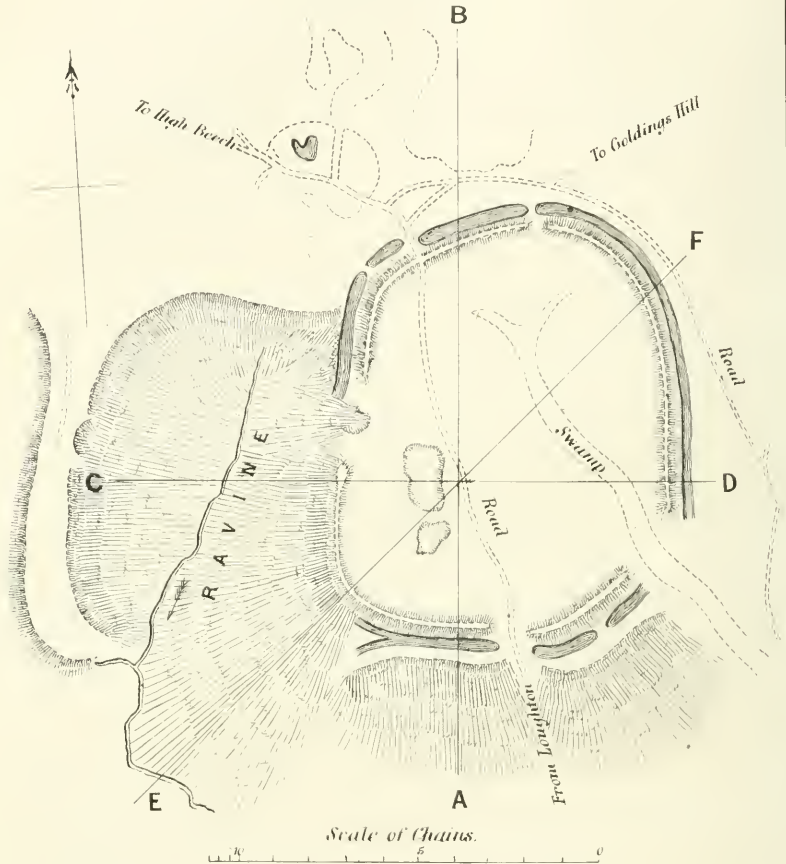 B
To High Beech
To Goldings Hill
F
Road
RAVINE
Swamp
C
D
Road
From Loughton
E
A
Scale of Chains.
10 5 0